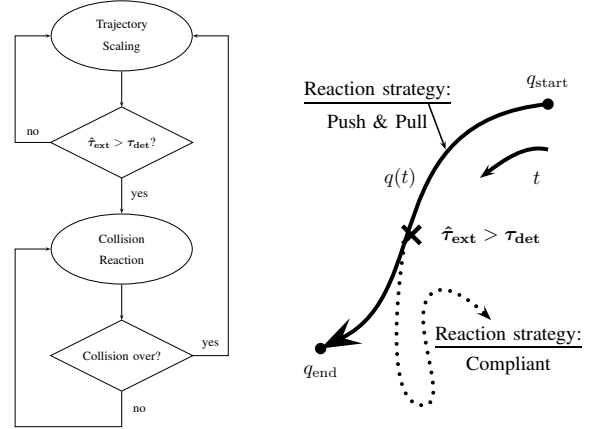 Trajectory
Scaling
no
τ̂ext > τdet?
yes
Collision
Reaction
Collision over?
yes
no
qstart
Reaction strategy:
Push & Pull
q(t)
t
τ̂ext > τdet
Reaction strategy:
Compliant
qend